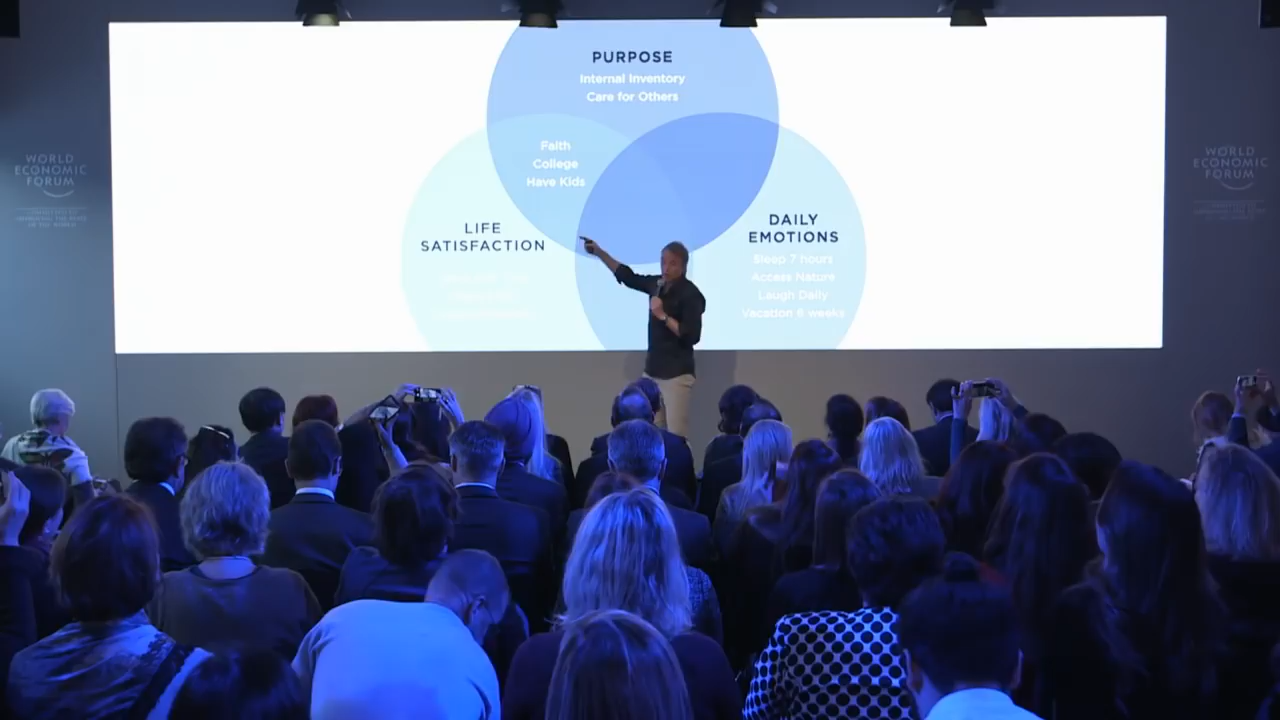 PURPOSE
Internal Inventory
Care for Others
Faith
College
Have Kids
LIFE
SATISFACTION
DAILY
EMOTIONS
Sleep 7 hours
Access Nature
Laugh Daily
Vacation 6 weeks
WORLD
ECONOMIC
FORUM
WORLD
ECONOMIC
FORUM